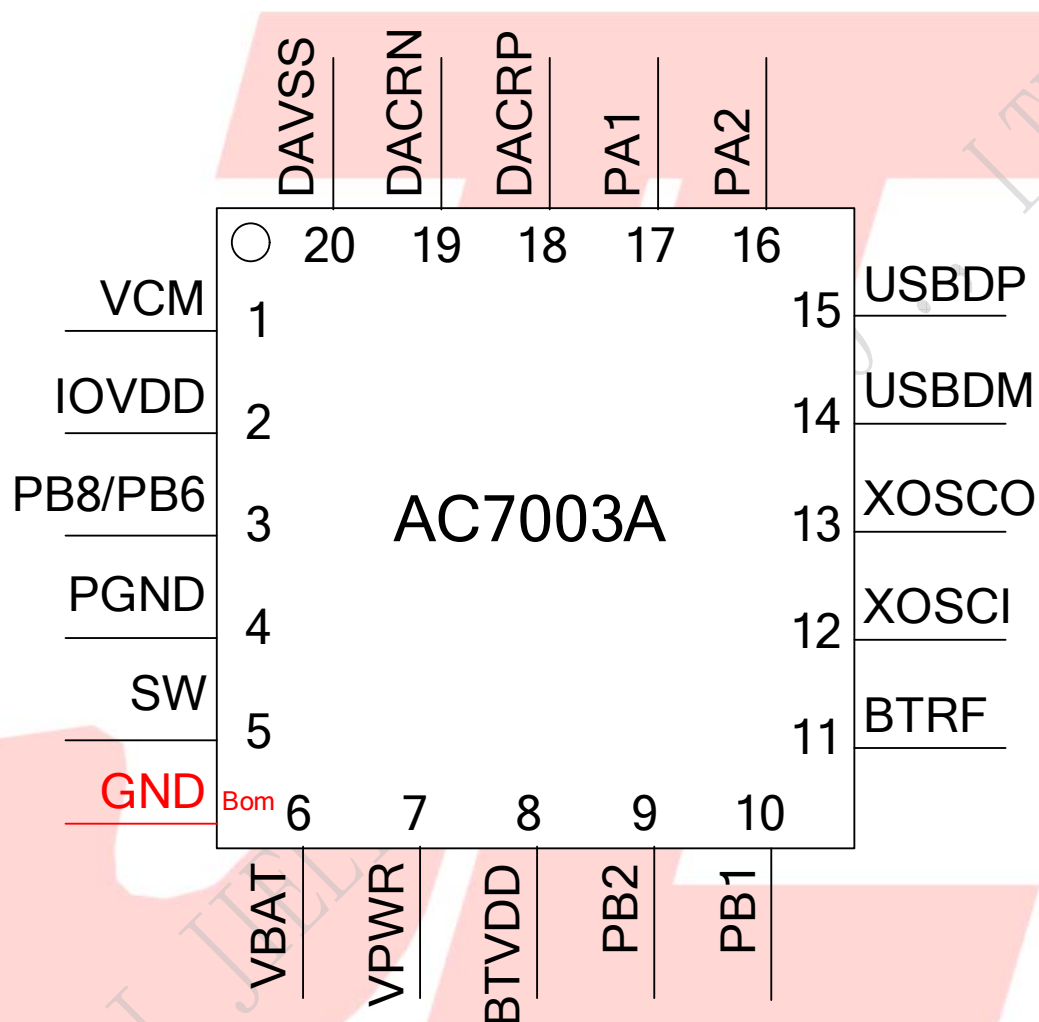 DAVSS
DACRN
DACRP
PA1
PA2
20
19
18
17
16
VCM
1
IOVDD
2
PB8/PB6
3
PGND
4
SW
5
GND
Bom
AC7003A
15
USBDP
14
USBDM
13
XOSCO
12
XOSCI
11
BTRF
6
7
8
9
10
VBAT
VPWR
BTVDD
PB2
PB1